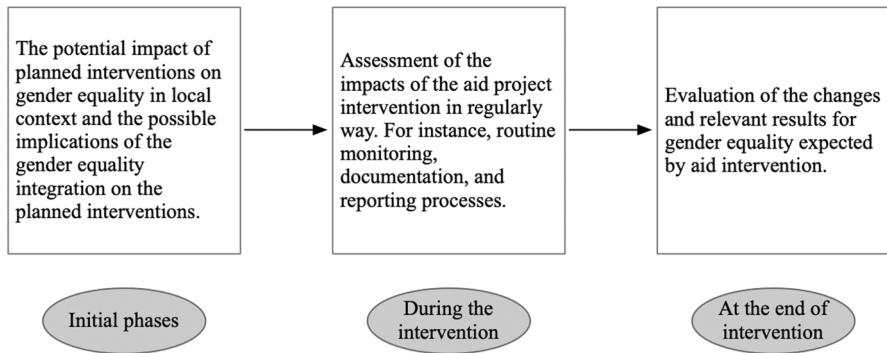 The potential impact of
planned interventions on
gender equality in local
context and the possible
implications of the
gender equality
integration on the
planned interventions.
Assessment of the
impacts of the aid project
intervention in regularly
way. For instance, routine
monitoring,
documentation, and
reporting processes.
Evaluation of the changes
and relevant results for
gender equality expected
by aid intervention.
Initial phases
During the
intervention
At the end of
intervention